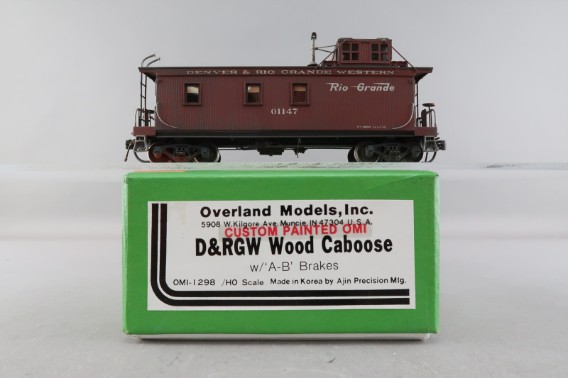 DENVER & RIO GRANDE WESTERN
Rio Grande
01147
Overland Models, Inc.
5908 W. Kilgore Ave. Muncie, IN 47304 U.S.A.
CUSTOM PAINTED OMI
D&RGW Wood Caboose
w/'A-B' Brakes
OMI-1298 /HO Scale Made in Korea by Ajin Precision Mfg.